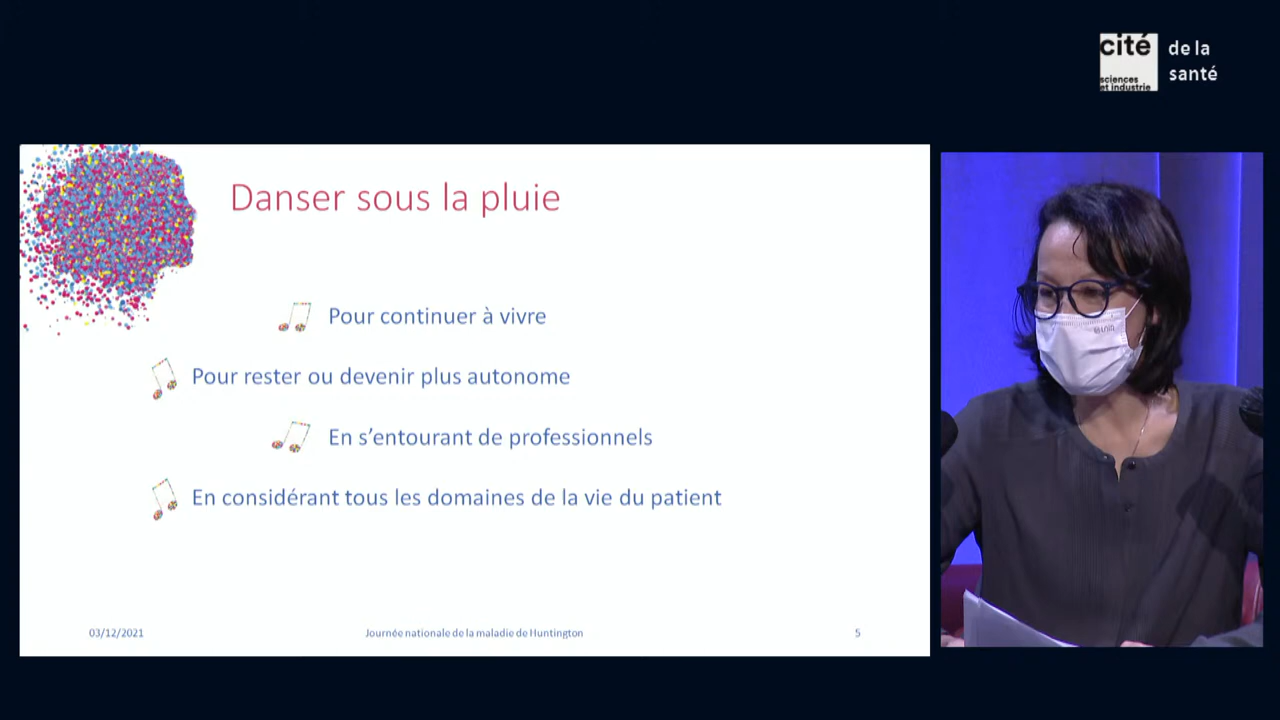 cité
sciences
et industrie
de la
santé
Danser sous la pluie
Pour continuer à vivre
Pour rester ou devenir plus autonome
En s’entourant de professionnels
En considérant tous les domaines de la vie du patient
03/12/2021
Journée nationale de la maladie de Huntington
5